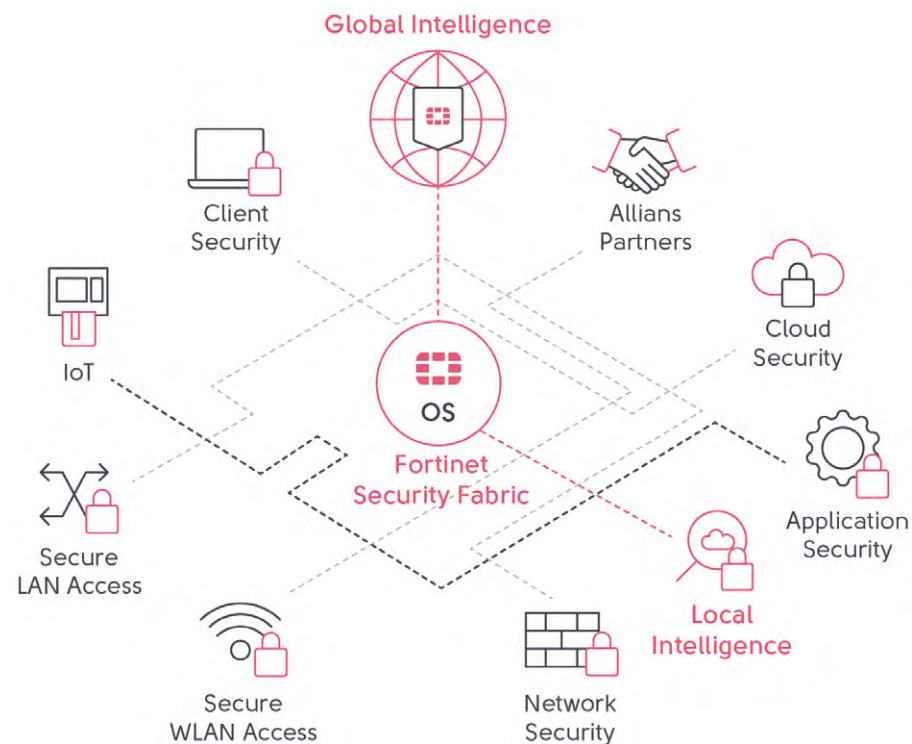 Global Intelligence
Client
Security
Allians
Partners
IoT
Cloud
Security
OS
Fortinet
Security Fabric
Secure
LAN Access
Application
Security
Local
Intelligence
Secure
WLAN Access
Network
Security